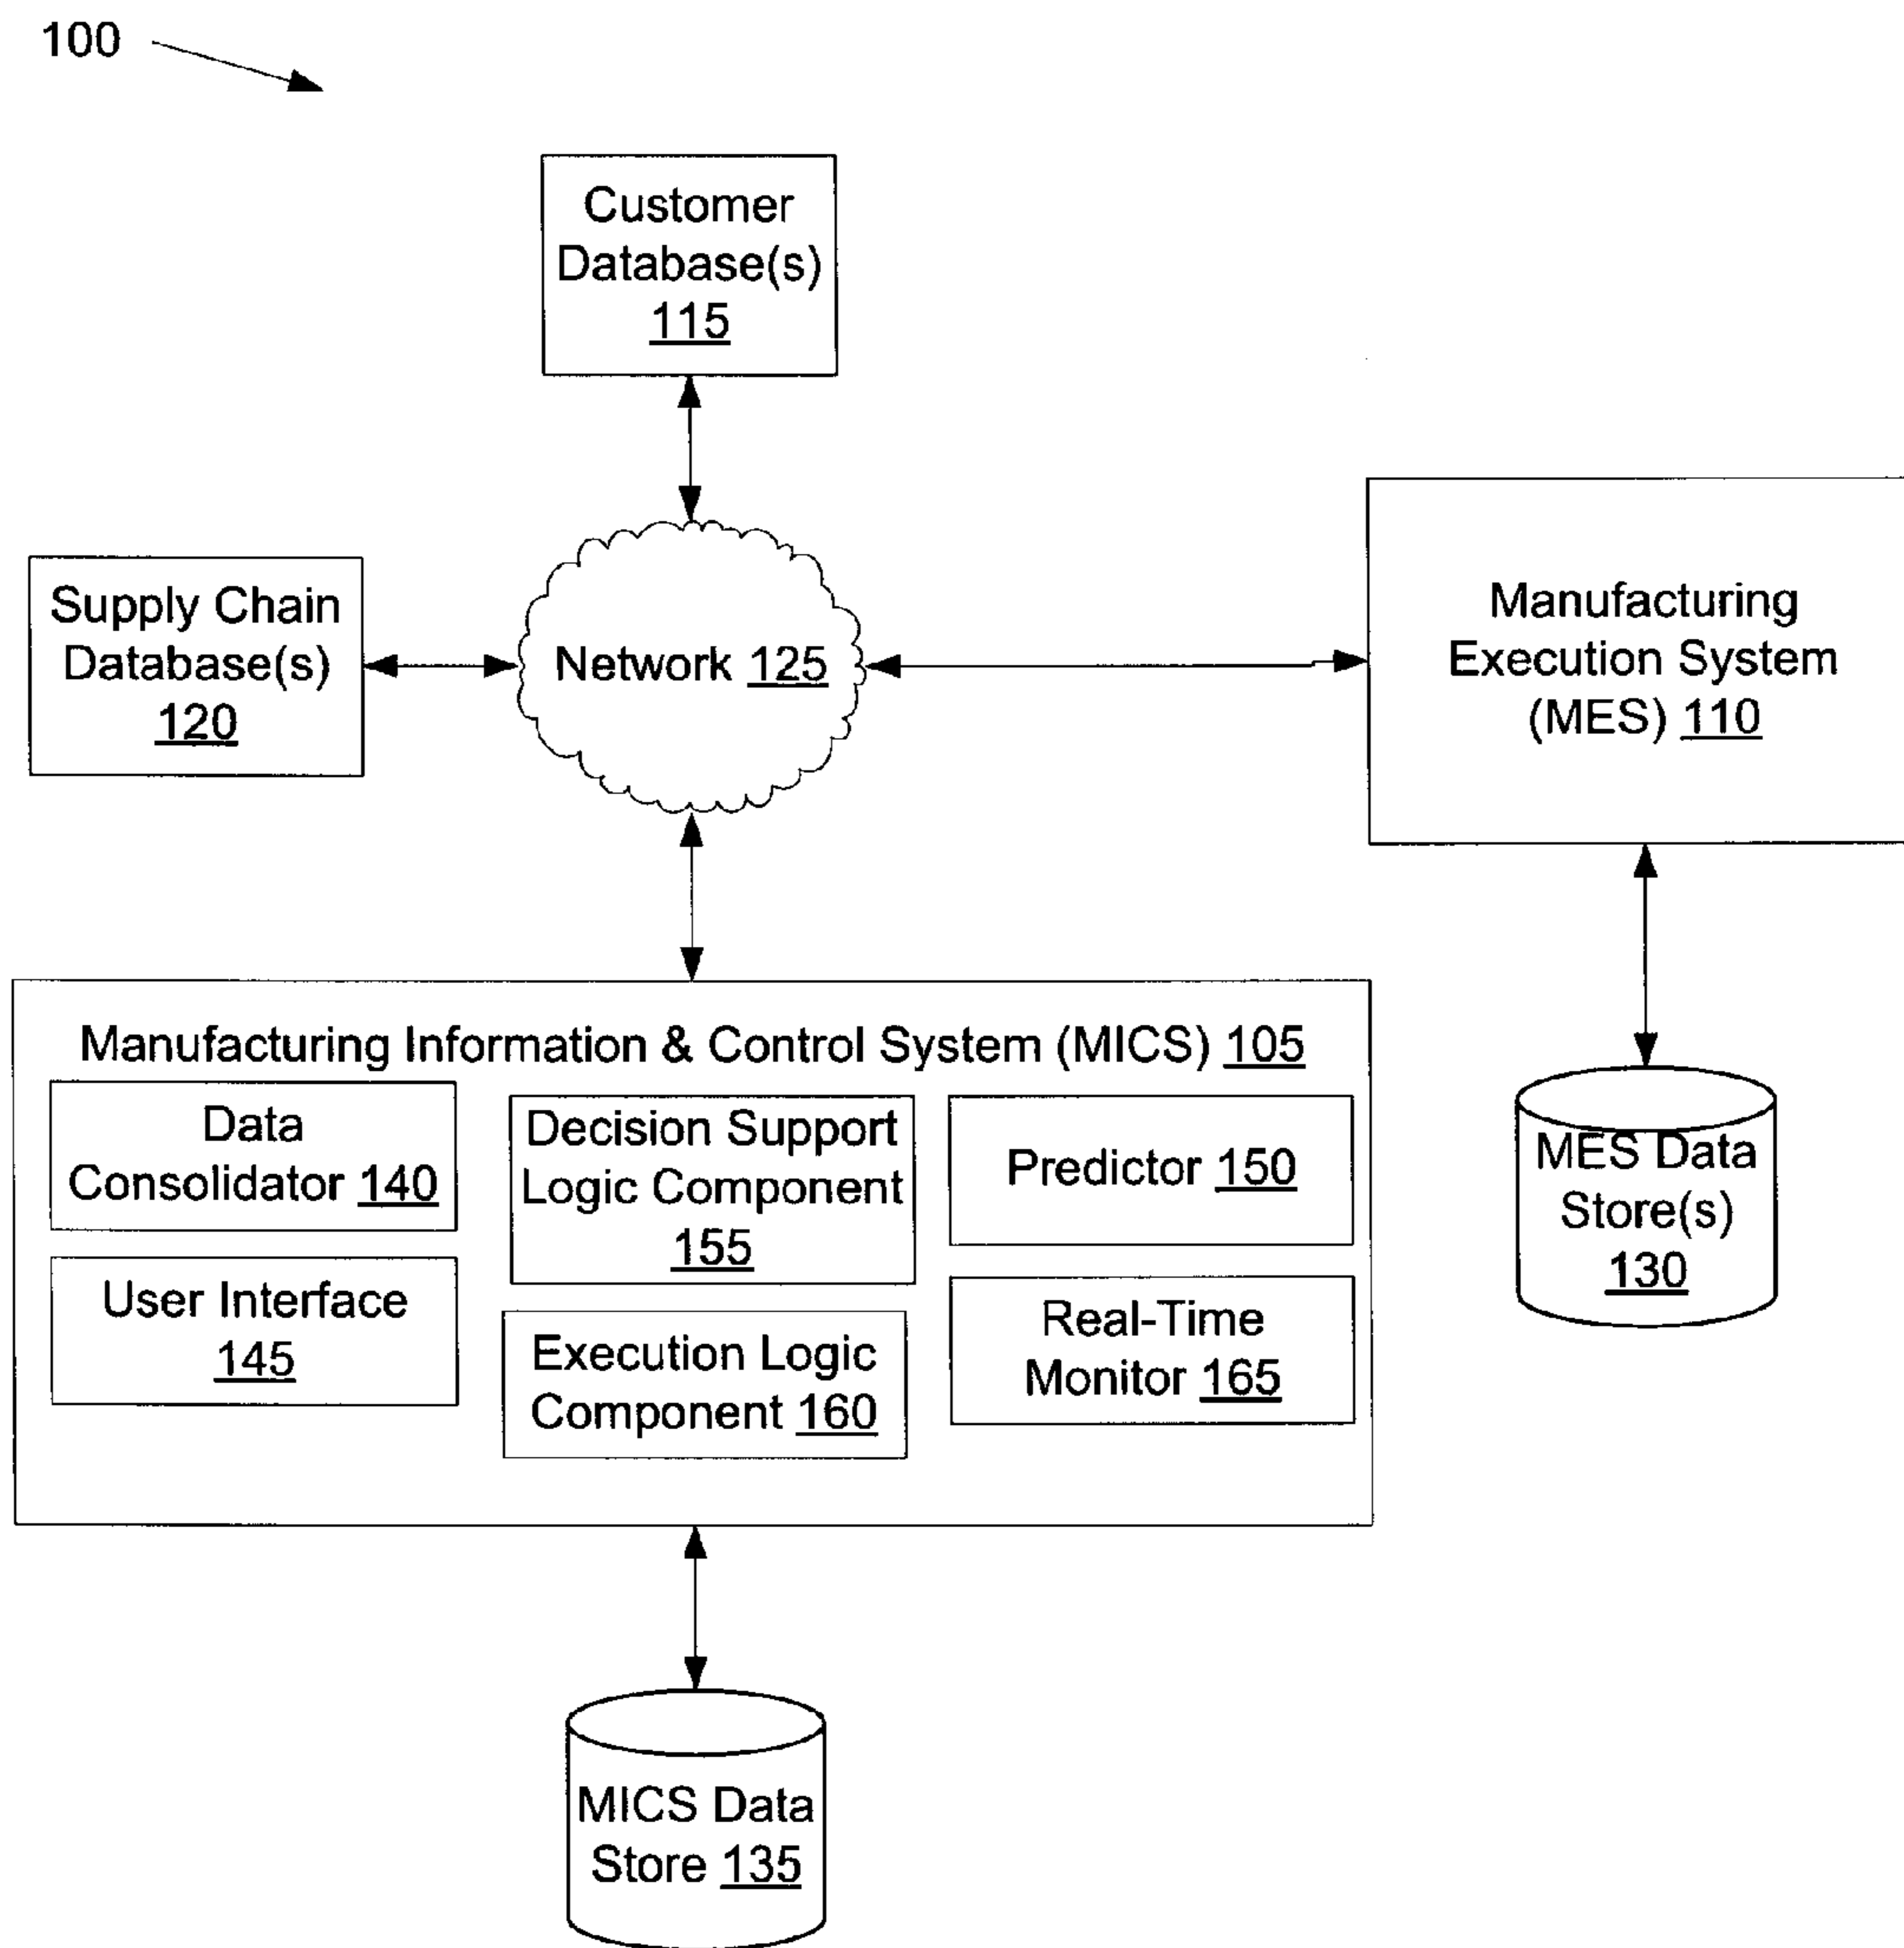 100
Customer
Database(s)
115
Supply Chain
Database(s)
120
Network 125
Manufacturing
Execution System
(MES) 110
Manufacturing Information & Control System (MICS) 105
Data
Consolidator 140
Decision Support
Logic Component
155
Predictor 150
User Interface
145
Execution Logic
Component 160
Real-Time
Monitor 165
MES Data
Store(s)
130
MICS Data
Store 135